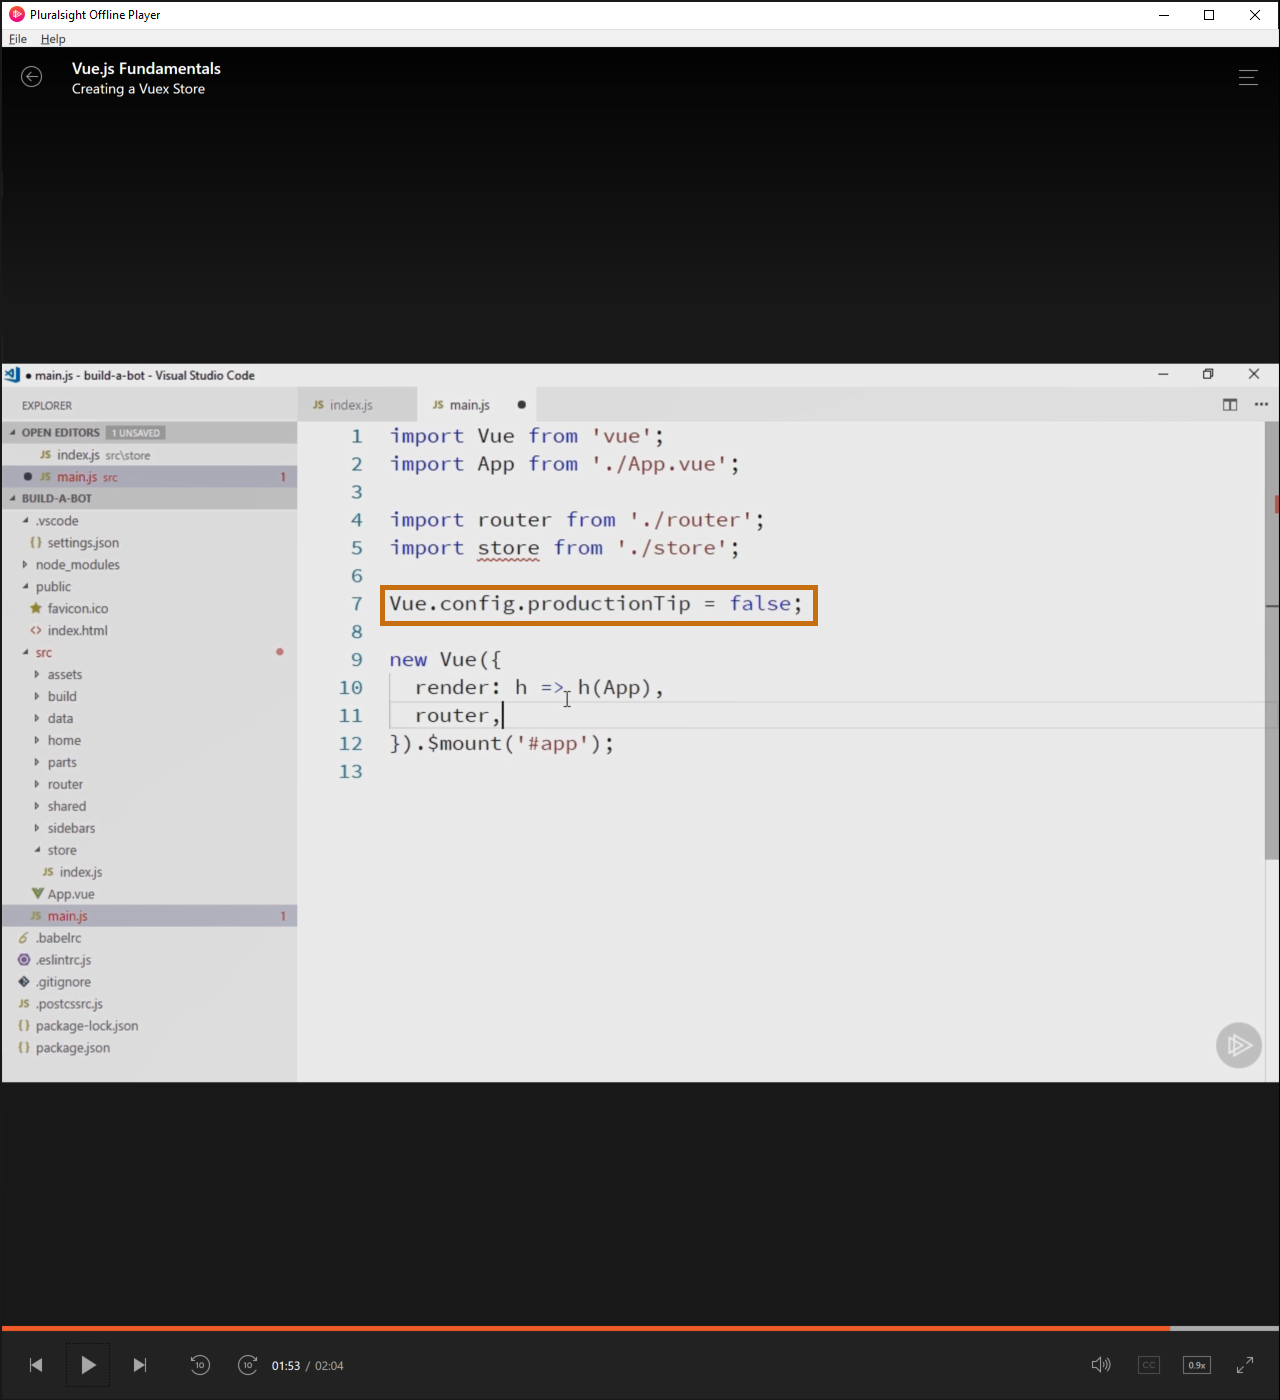 Pluralsight Offline Player
File Help
Vue.js Fundamentals
Creating a Vuex Store
● main.js - build-a-bot - Visual Studio Code
EXPLORER
JS index.js
JS main.js ●
OPEN EDITORS 1 UNSAVED
JS index.js src\store
● JS main.js src 1
BUILD-A-BOT
.vscode
{} settings.json
node_modules
public
favicon.ico
<> index.html
src
assets
build
data
home
parts
router
shared
sidebars
store
JS index.js
App.vue
JS main.js 1
.babelrc
.eslintrc.js
.gitignore
JS .postcssrc.js
{} package-lock.json
{} package.json
1 import Vue from 'vue';
2 import App from './App.vue';
3
4 import router from './router';
5 import store from './store';
6
7 Vue.config.productionTip = false;
8
9 new Vue({
10 render: h => h(App),
11 router,
12 }).$mount('#app');
13
10 10 01:53 / 02:04
CC 0.9x